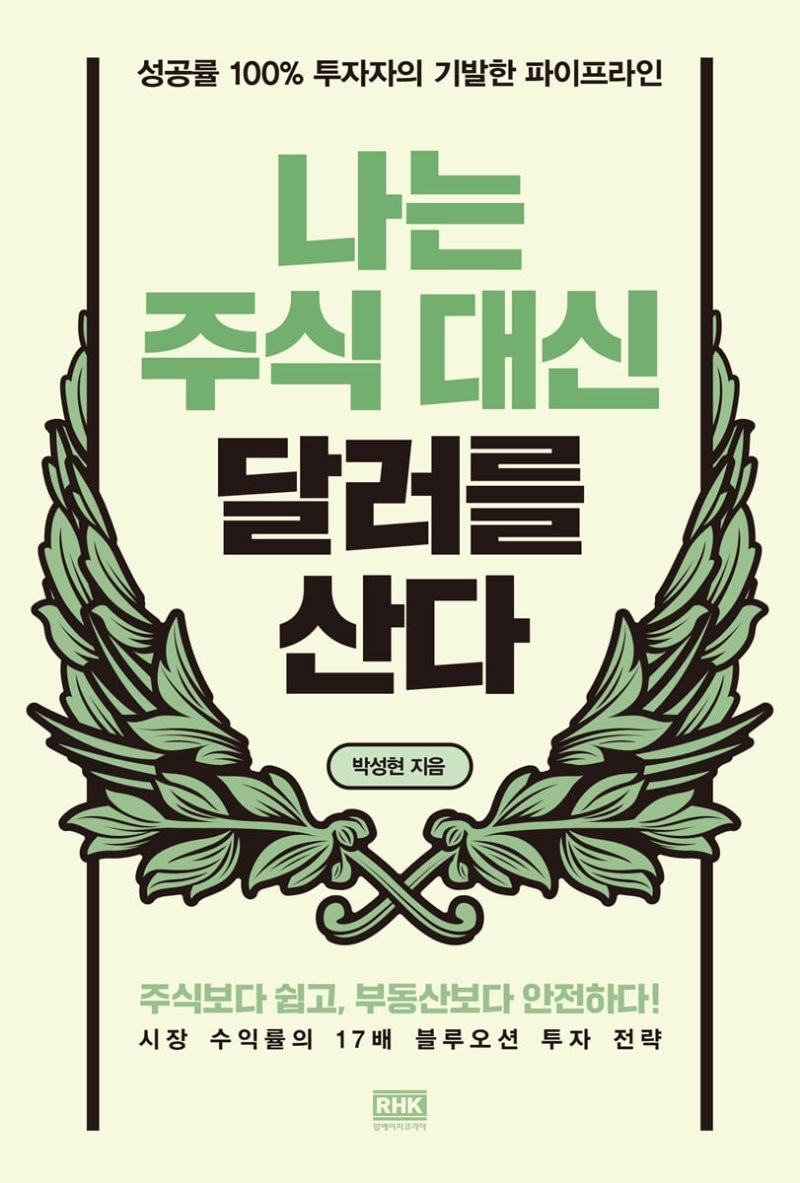 성공률 100% 투자자의 기발한 파이프라인
나는
주식 대신
달러를
산다
박성현 지음
주식보다 쉽고, 부동산보다 안전하다!
시장 수익률의 17배 블루오션 투자 전략
RHK
알에이치코리아